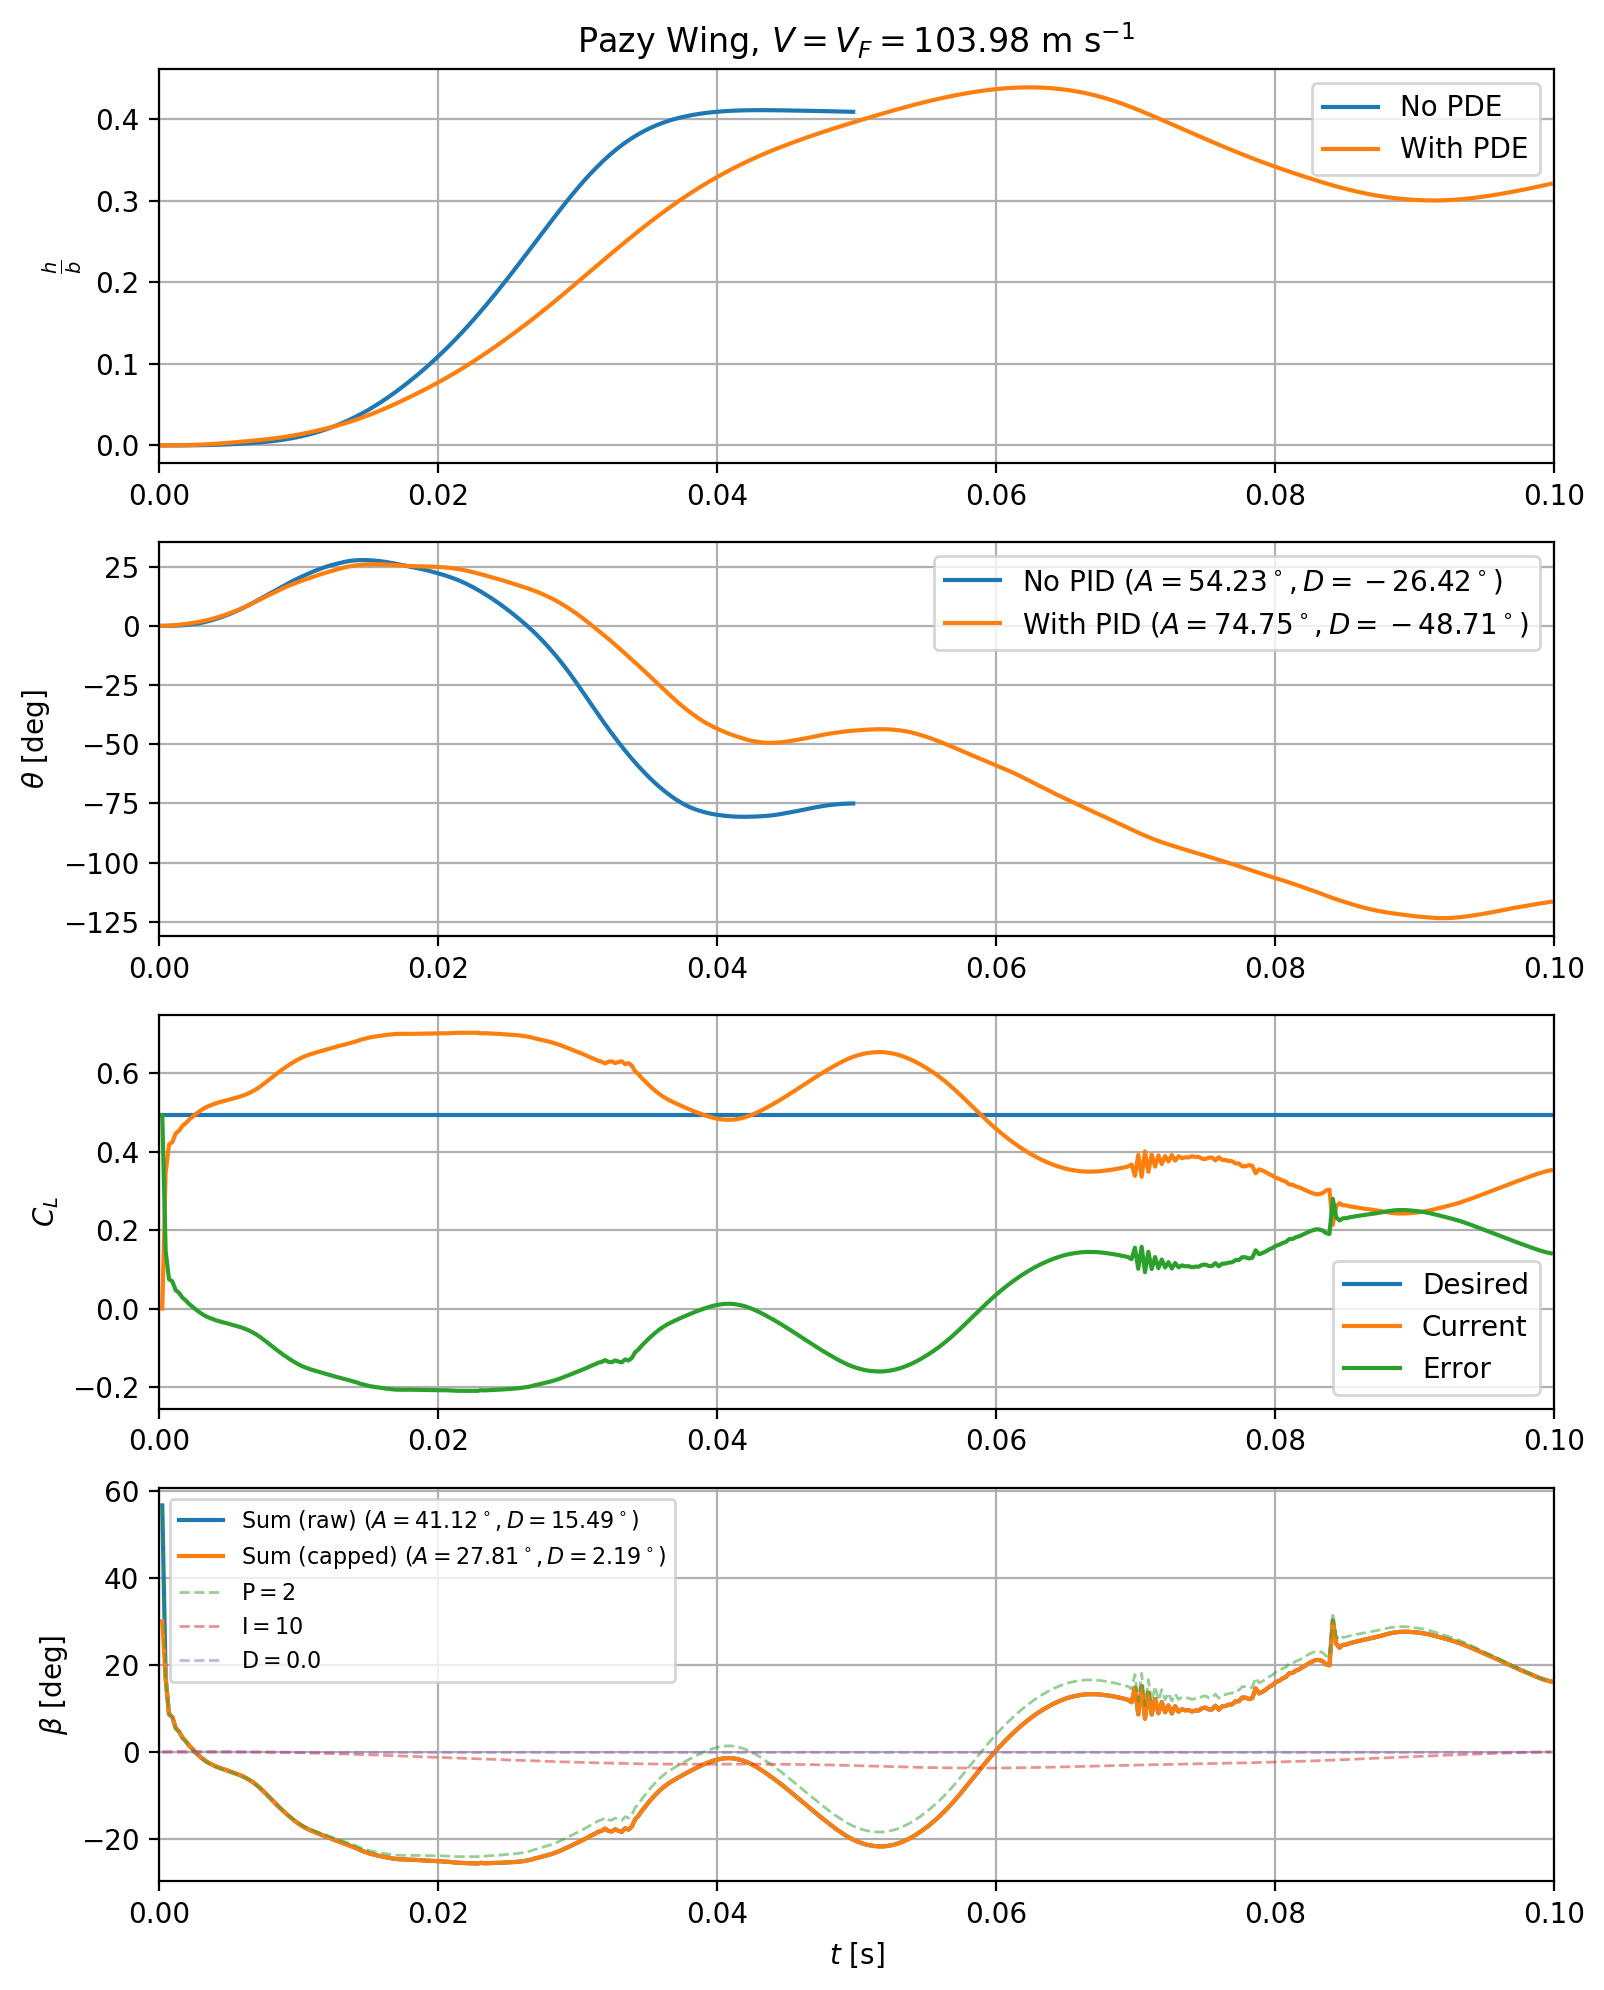 Pazy Wing, V = V_F = 103.98 m s⁻¹
0.4
0.3
0.2
0.1
0.0
h/b
No PDE
With PDE
0.00 0.02 0.04 0.06 0.08 0.10
25
0
−25
−50
−75
−100
−125
θ [deg]
No PID (A = 54.23°, D = −26.42°)
With PID (A = 74.75°, D = −48.71°)
0.00 0.02 0.04 0.06 0.08 0.10
0.6
0.4
0.2
0.0
−0.2
C_L
Desired
Current
Error
0.00 0.02 0.04 0.06 0.08 0.10
60
40
20
0
−20
β [deg]
Sum (raw) (A = 41.12°, D = 15.49°)
Sum (capped) (A = 27.81°, D = 2.19°)
P = 2
I = 10
D = 0.0
0.00 0.02 0.04 0.06 0.08 0.10
t [s]